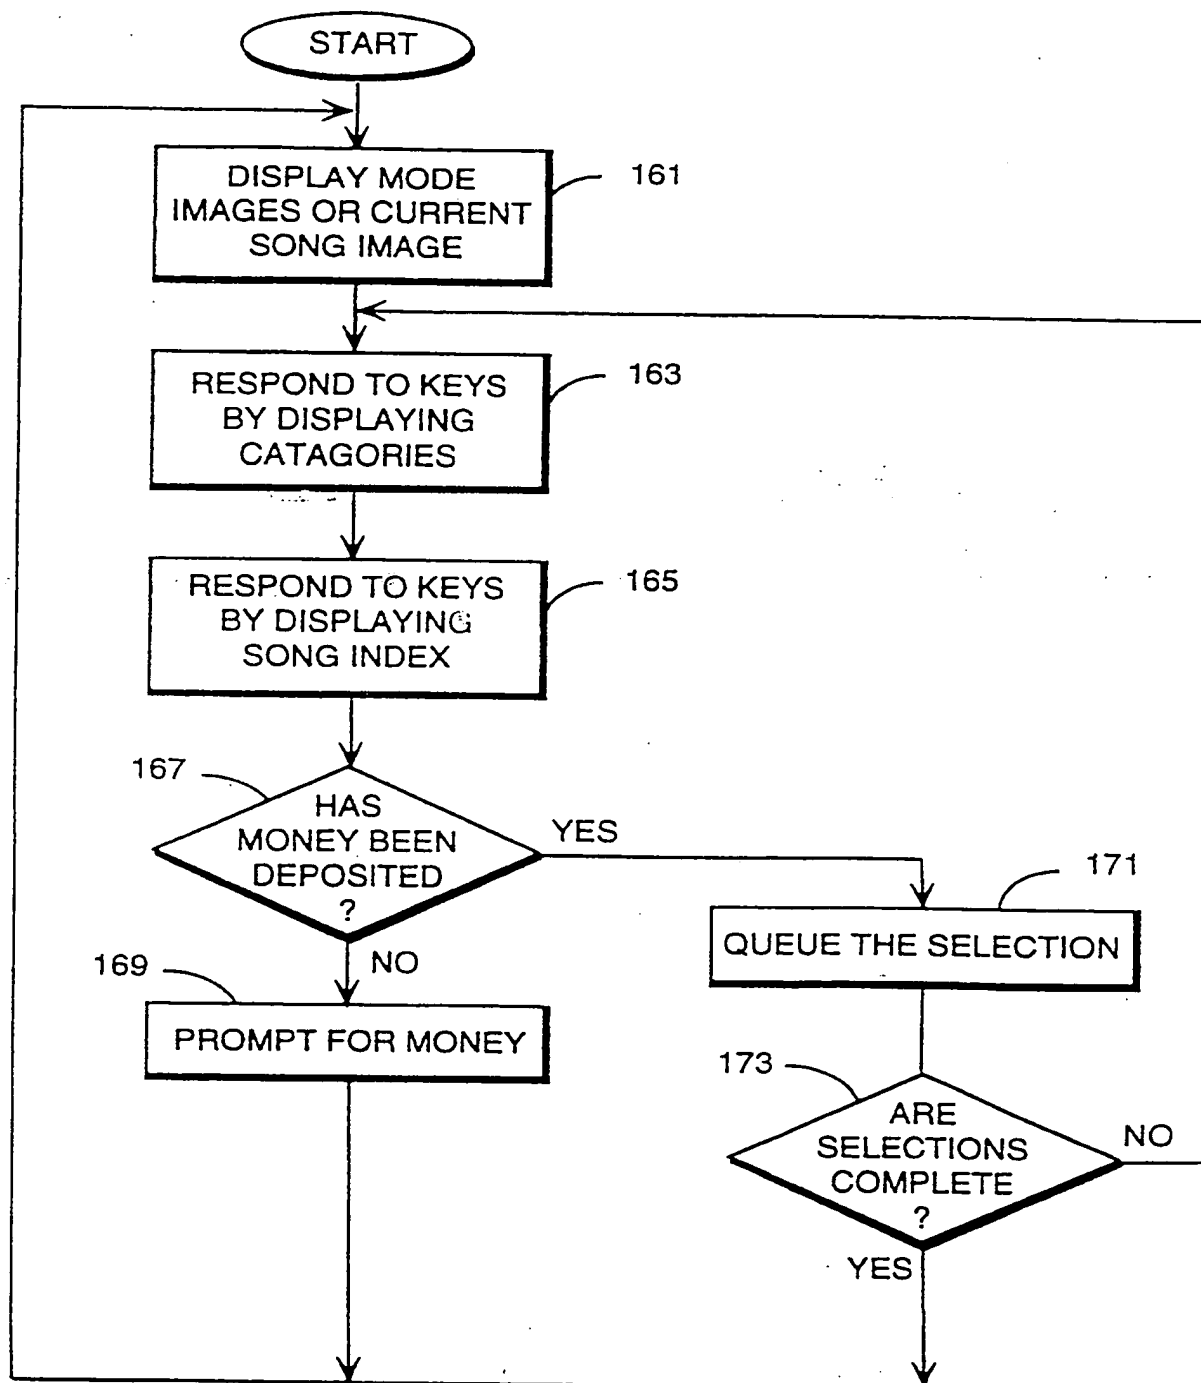 START
DISPLAY MODE
IMAGES OR CURRENT
SONG IMAGE
161
RESPOND TO KEYS
BY DISPLAYING
CATAGORIES
163
RESPOND TO KEYS
BY DISPLAYING
SONG INDEX
165
167
HAS
MONEY BEEN
DEPOSITED
?
YES
NO
169
PROMPT FOR MONEY
171
QUEUE THE SELECTION
173
ARE
SELECTIONS
COMPLETE
?
NO
YES